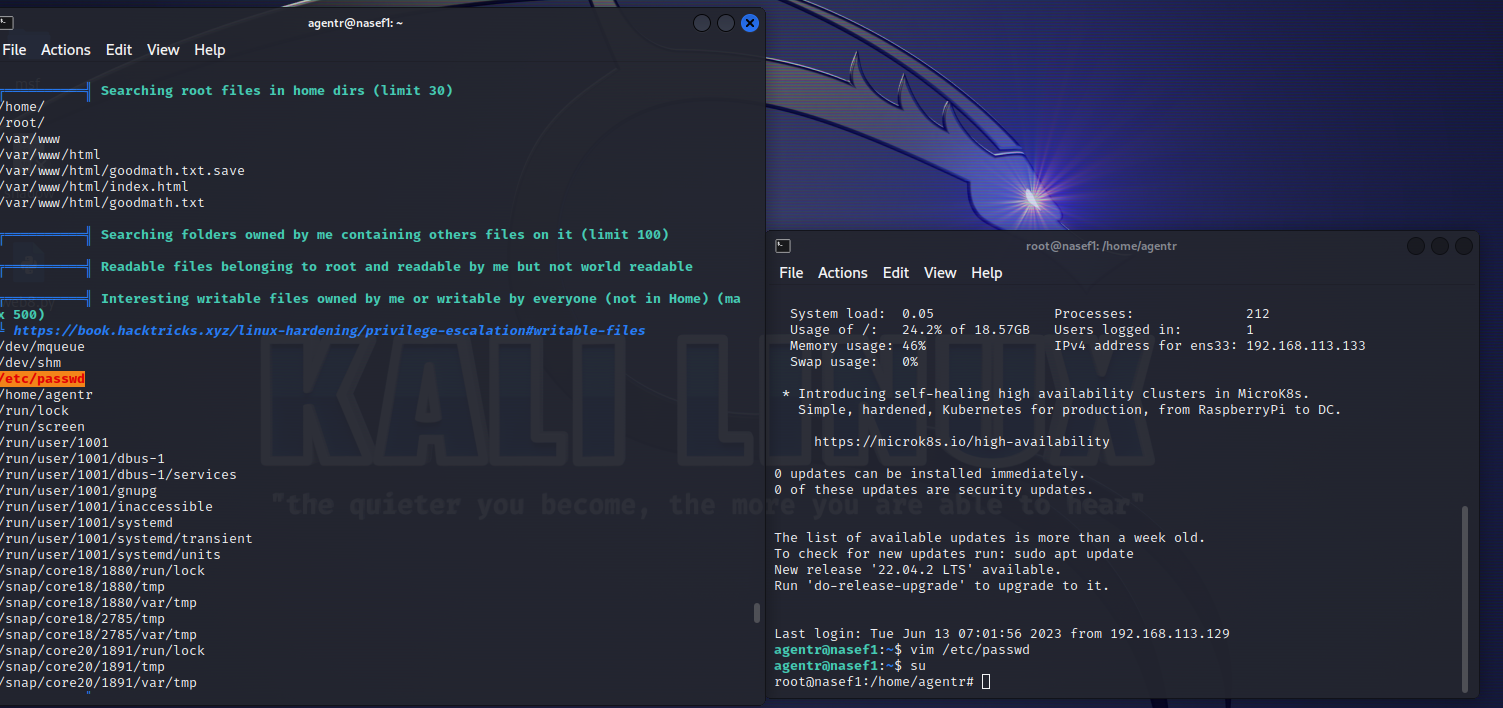 agentr@nasef1: ~
File Actions Edit View Help
Searching root files in home dirs (limit 30)
/home/
/root/
/var/www
/var/www/html
/var/www/html/goodmath.txt.save
/var/www/html/index.html
/var/www/html/goodmath.txt
Searching folders owned by me containing others files on it (limit 100)
Readable files belonging to root and readable by me but not world readable
Interesting writable files owned by me or writable by everyone (not in Home) (ma
x 500)
https://book.hacktricks.xyz/linux-hardening/privilege-escalation#writable-files
/dev/mqueue
/dev/shm
/etc/passwd
/home/agentr
/run/lock
/run/screen
/run/user/1001
/run/user/1001/dbus-1
/run/user/1001/dbus-1/services
/run/user/1001/gnupg
/run/user/1001/inaccessible
/run/user/1001/systemd
/run/user/1001/systemd/transient
/run/user/1001/systemd/units
/snap/core18/1880/run/lock
/snap/core18/1880/tmp
/snap/core18/1880/var/tmp
/snap/core18/2785/tmp
/snap/core18/2785/var/tmp
/snap/core20/1891/run/lock
/snap/core20/1891/tmp
/snap/core20/1891/var/tmp
root@nasef1: /home/agentr
File Actions Edit View Help
System load: 0.05 Processes: 212
Usage of /: 24.2% of 18.57GB Users logged in: 1
Memory usage: 46% IPv4 address for ens33: 192.168.113.133
Swap usage: 0%
* Introducing self-healing high availability clusters in MicroK8s.
Simple, hardened, Kubernetes for production, from RaspberryPi to DC.
https://microk8s.io/high-availability
0 updates can be installed immediately.
0 of these updates are security updates.
The list of available updates is more than a week old.
To check for new updates run: sudo apt update
New release '22.04.2 LTS' available.
Run 'do-release-upgrade' to upgrade to it.
Last login: Tue Jun 13 07:01:56 2023 from 192.168.113.129
agentr@nasef1:~$ vim /etc/passwd
agentr@nasef1:~$ su
root@nasef1:/home/agentr#
KALI LINUX
"the quieter you become, the more you are able to hear"